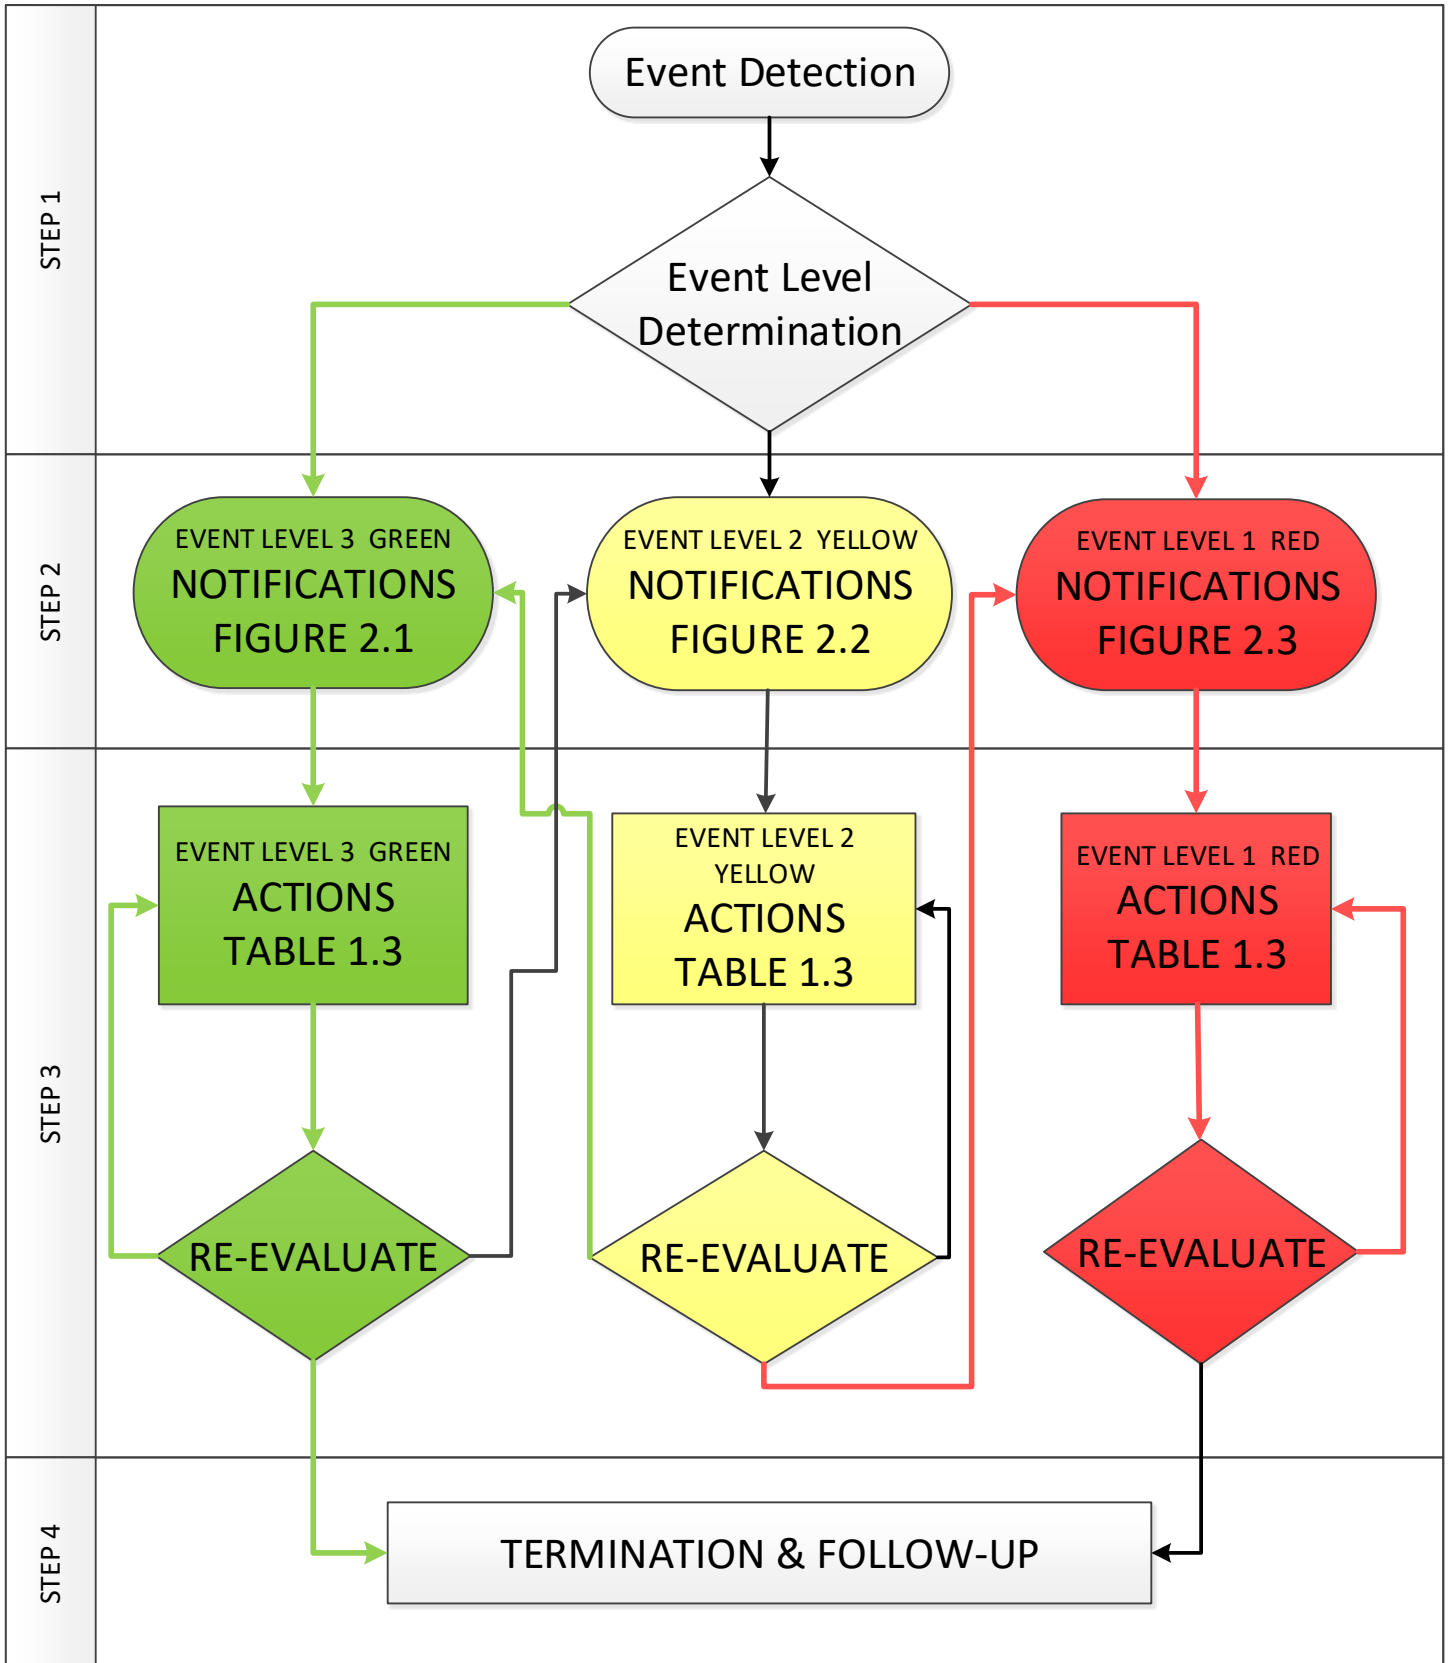 STEP 1
Event Detection
Event Level
Determination
STEP 2
EVENT LEVEL 3 GREEN
NOTIFICATIONS
FIGURE 2.1
EVENT LEVEL 2 YELLOW
NOTIFICATIONS
FIGURE 2.2
EVENT LEVEL 1 RED
NOTIFICATIONS
FIGURE 2.3
STEP 3
EVENT LEVEL 3 GREEN
ACTIONS
TABLE 1.3
EVENT LEVEL 2
YELLOW
ACTIONS
TABLE 1.3
EVENT LEVEL 1 RED
ACTIONS
TABLE 1.3
RE-EVALUATE
RE-EVALUATE
RE-EVALUATE
STEP 4
TERMINATION & FOLLOW-UP